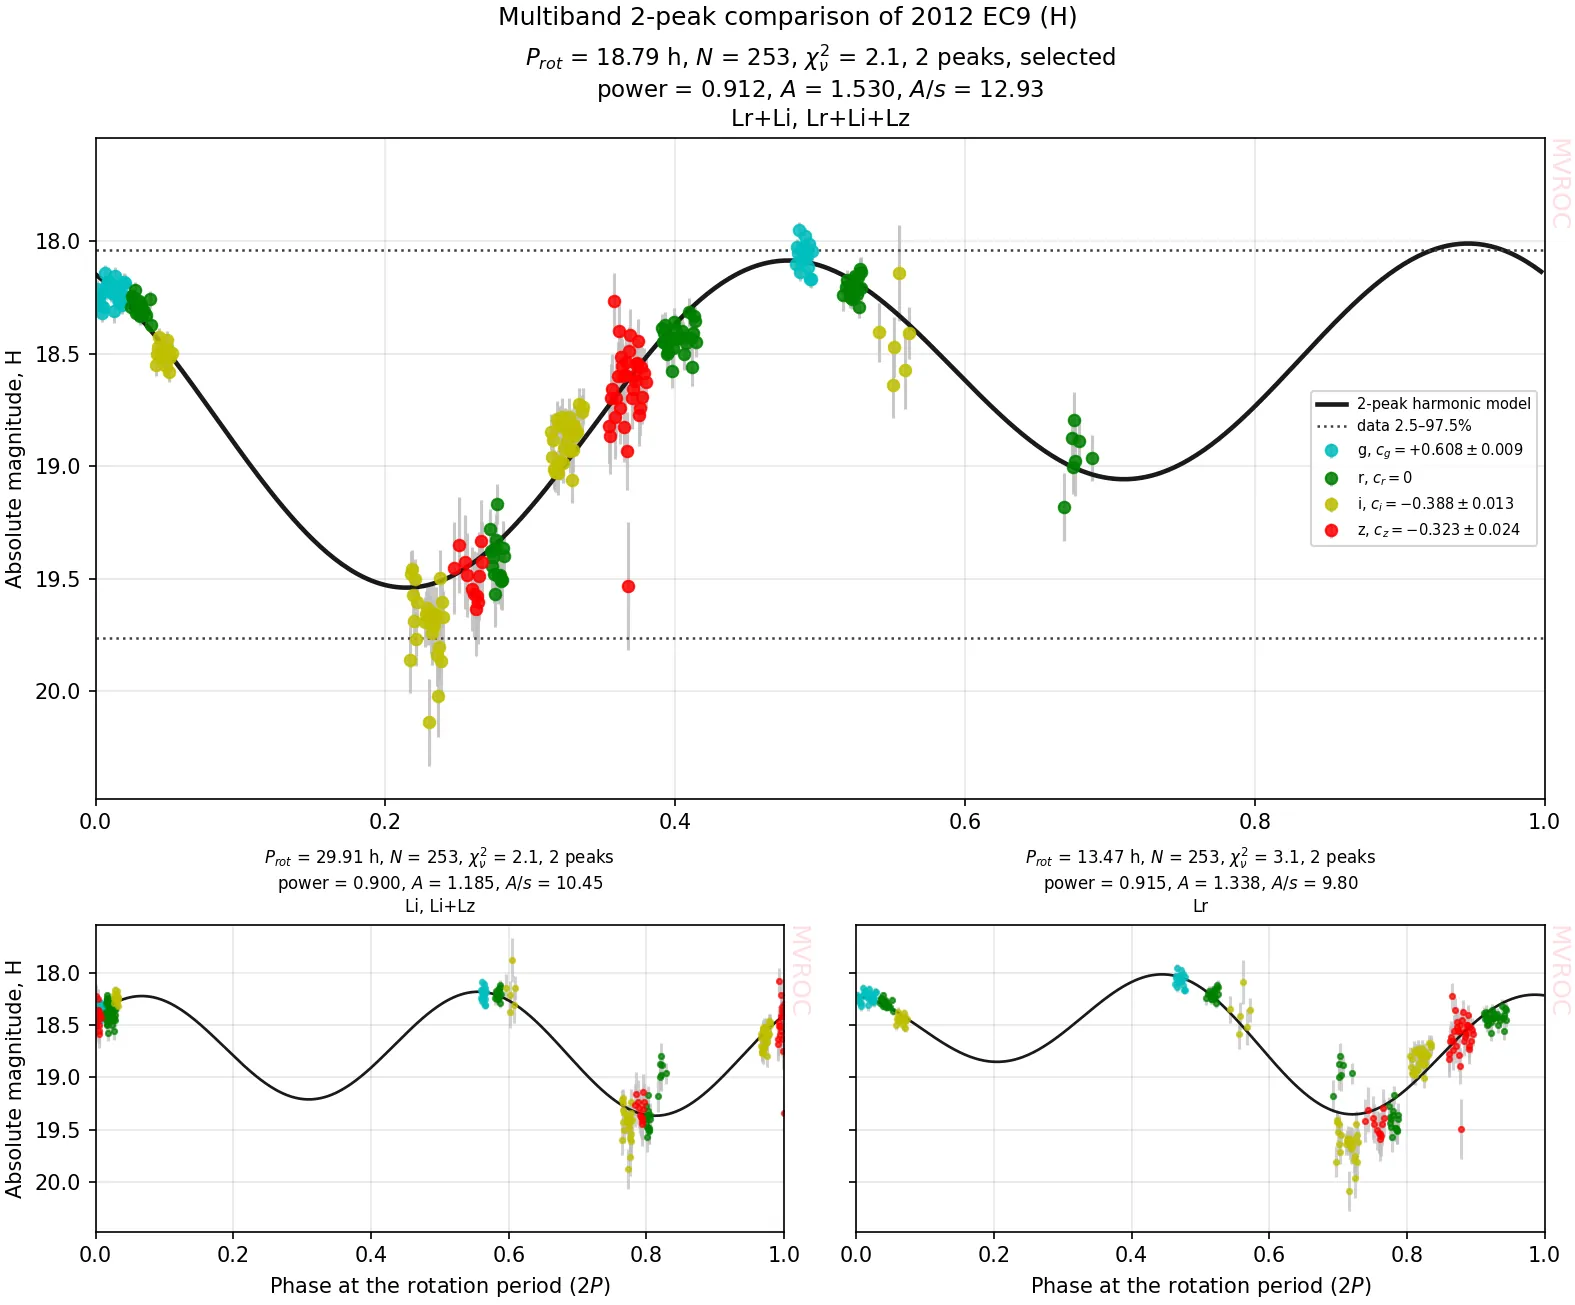 Multiband 2-peak comparison of 2012 EC9 (H)
P_rot = 18.79 h, N = 253, χ²_ν = 2.1, 2 peaks, selected
power = 0.912, A = 1.530, A/s = 12.93
Lr+Li, Lr+Li+Lz
MVROC
Absolute magnitude, H
18.0
18.5
19.0
19.5
20.0
2-peak harmonic model
data 2.5–97.5%
g, c_g = +0.608 ± 0.009
r, c_r = 0
i, c_i = −0.388 ± 0.013
z, c_z = −0.323 ± 0.024
0.0 0.2 0.4 0.6 0.8 1.0
P_rot = 29.91 h, N = 253, χ²_ν = 2.1, 2 peaks
power = 0.900, A = 1.185, A/s = 10.45
Li, Li+Lz
MVROC
Absolute magnitude, H
18.0
18.5
19.0
19.5
20.0
0.0 0.2 0.4 0.6 0.8 1.0
Phase at the rotation period (2P)
P_rot = 13.47 h, N = 253, χ²_ν = 3.1, 2 peaks
power = 0.915, A = 1.338, A/s = 9.80
Lr
MVROC
0.0 0.2 0.4 0.6 0.8 1.0
Phase at the rotation period (2P)